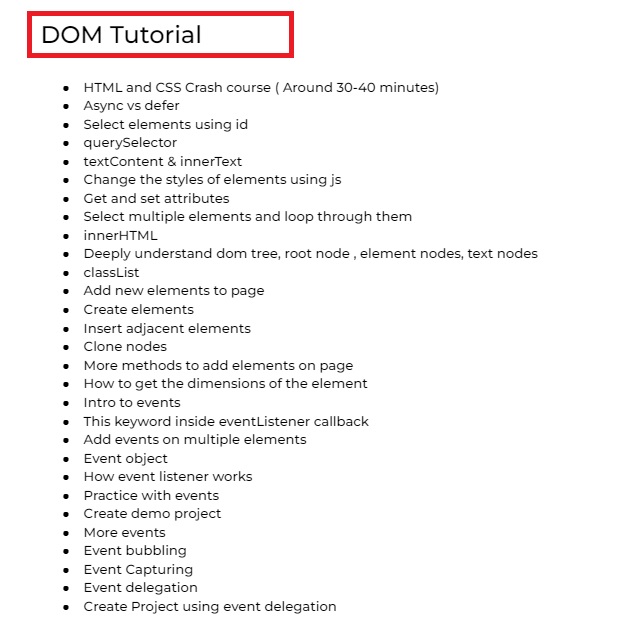 DOM Tutorial
● HTML and CSS Crash course ( Around 30-40 minutes)
● Async vs defer
● Select elements using id
● querySelector
● textContent & innerText
● Change the styles of elements using js
● Get and set attributes
● Select multiple elements and loop through them
● innerHTML
● Deeply understand dom tree, root node , element nodes, text nodes
● classList
● Add new elements to page
● Create elements
● Insert adjacent elements
● Clone nodes
● More methods to add elements on page
● How to get the dimensions of the element
● Intro to events
● This keyword inside eventListener callback
● Add events on multiple elements
● Event object
● How event listener works
● Practice with events
● Create demo project
● More events
● Event bubbling
● Event Capturing
● Event delegation
● Create Project using event delegation